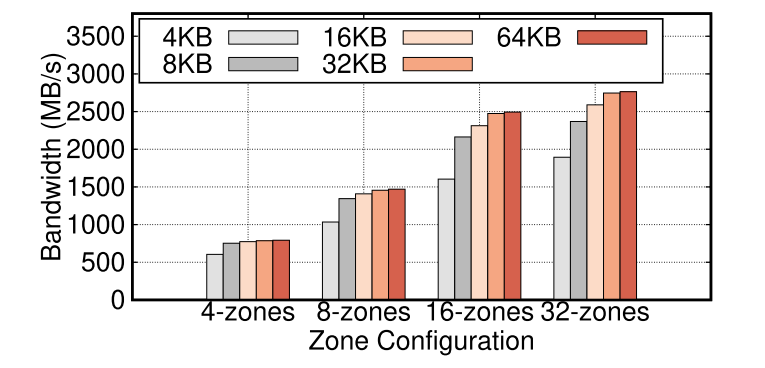 4KB 16KB 64KB
8KB 32KB
Bandwidth (MB/s)
3500
3000
2500
2000
1500
1000
500
0
4-zones 8-zones 16-zones 32-zones
Zone Configuration